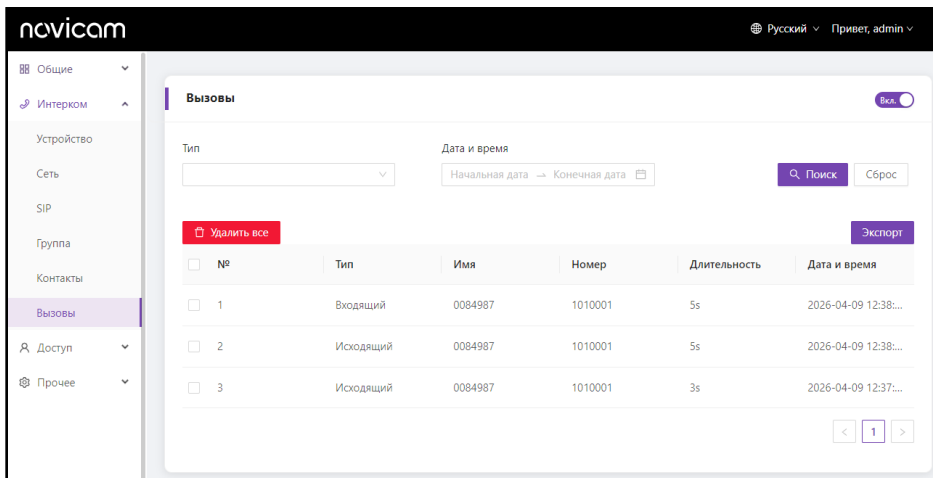 novicam
Русский Привет, admin
Общие
Интерком
Устройство
Сеть
SIP
Группа
Контакты
Вызовы
Доступ
Прочее
Вызовы Вкл.
Тип Дата и время
Начальная дата → Конечная дата Поиск Сброс
Удалить все Экспорт
№ Тип Имя Номер Длительность Дата и время
1 Входящий 0084987 1010001 5s 2026-04-09 12:38:...
2 Исходящий 0084987 1010001 5s 2026-04-09 12:38:...
3 Исходящий 0084987 1010001 3s 2026-04-09 12:37:...
< 1 >